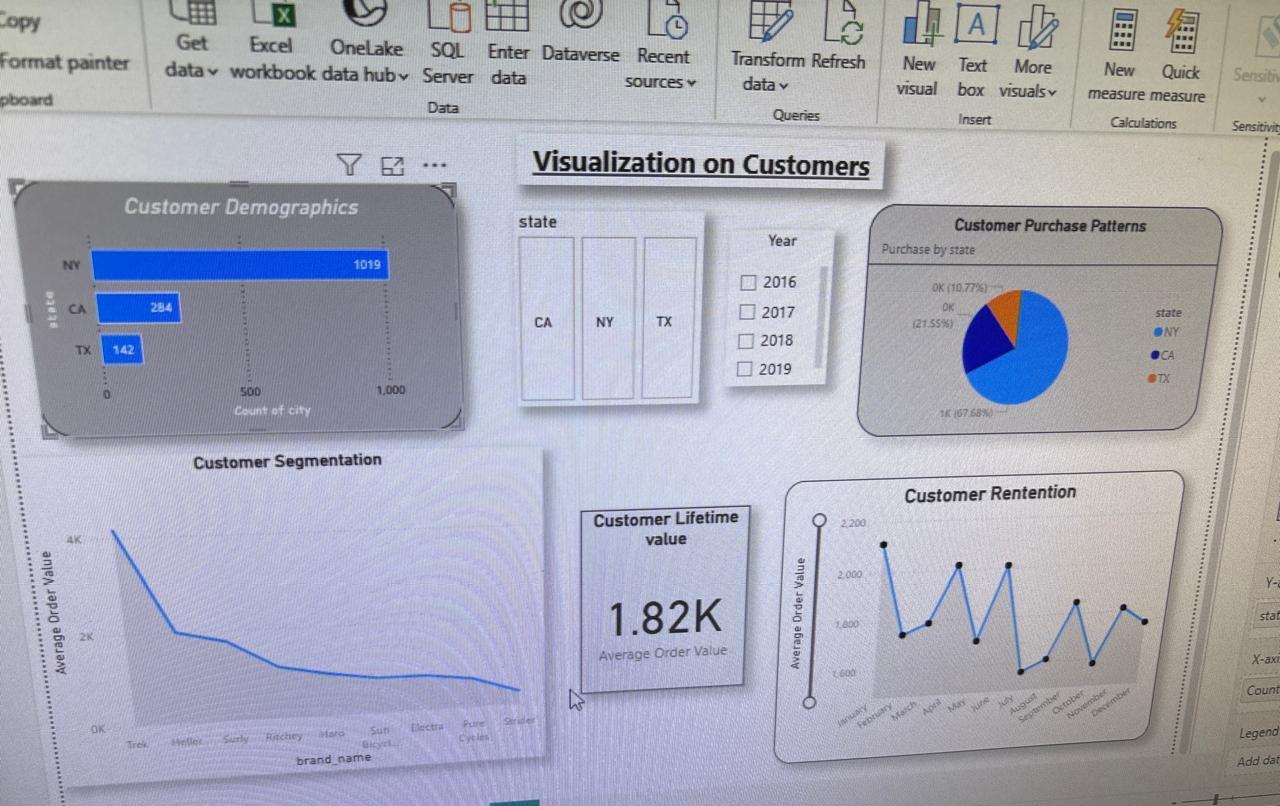 Copy
Format painter
pboard
Get data
Excel workbook
OneLake data hub
SQL Server
Enter data
Dataverse
Recent sources
Data
Transform data
Refresh
Queries
New visual
Text box
More visuals
Insert
New measure
Quick measure
Calculations
Sensitiv
Sensitivit
Visualization on Customers
Customer Demographics
state
NY
1019
CA
284
TX
142
0
500
1,000
Count of city
state
CA
NY
TX
Year
2016
2017
2018
2019
Customer Purchase Patterns
Purchase by state
0K (10.77%)
0K
(21.55%)
1K (67.68%)
state
NY
CA
TX
Customer Segmentation
Average Order Value
4K
2K
0K
Trek
Heller
Surly
Ritchey
Haro
Sun
Bicycl...
Electra
Pure
Cycles
Strider
brand_name
Customer Lifetime
value
1.82K
Average Order Value
Customer Rentention
Average Order Value
2,200
2,000
1,800
1,600
January
February
March
April
May
June
July
August
September
October
November
December
Y-a
stat
X-axi
Count
Legend
Add dat